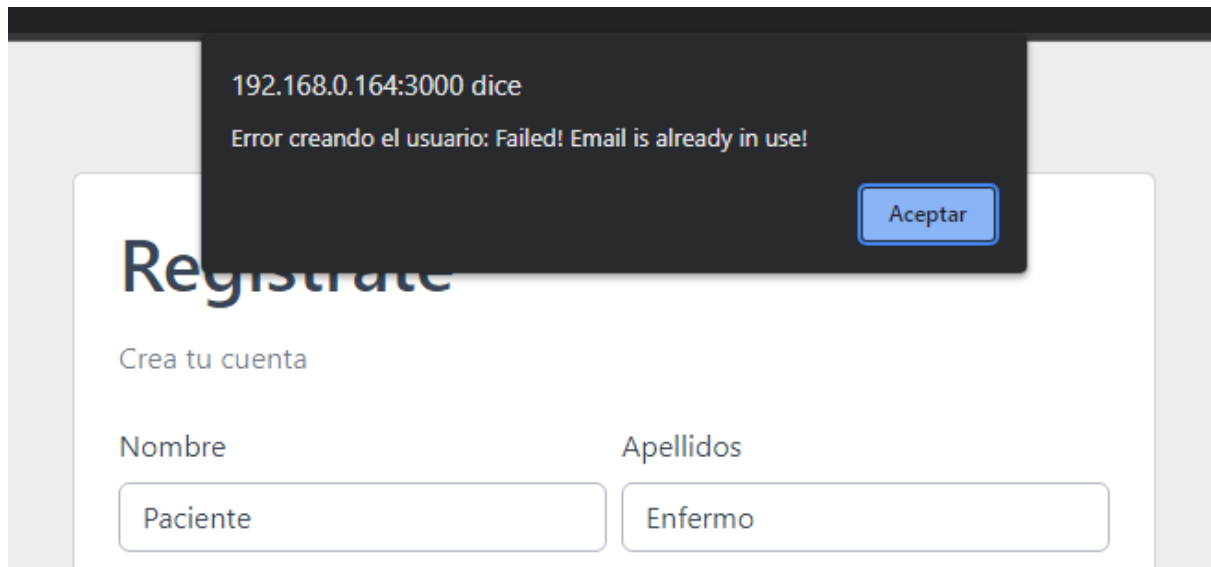 192.168.0.164:3000 dice
Error creando el usuario: Failed! Email is already in use!
Aceptar
Regístrate
Crea tu cuenta
Nombre
Apellidos
Paciente
Enfermo